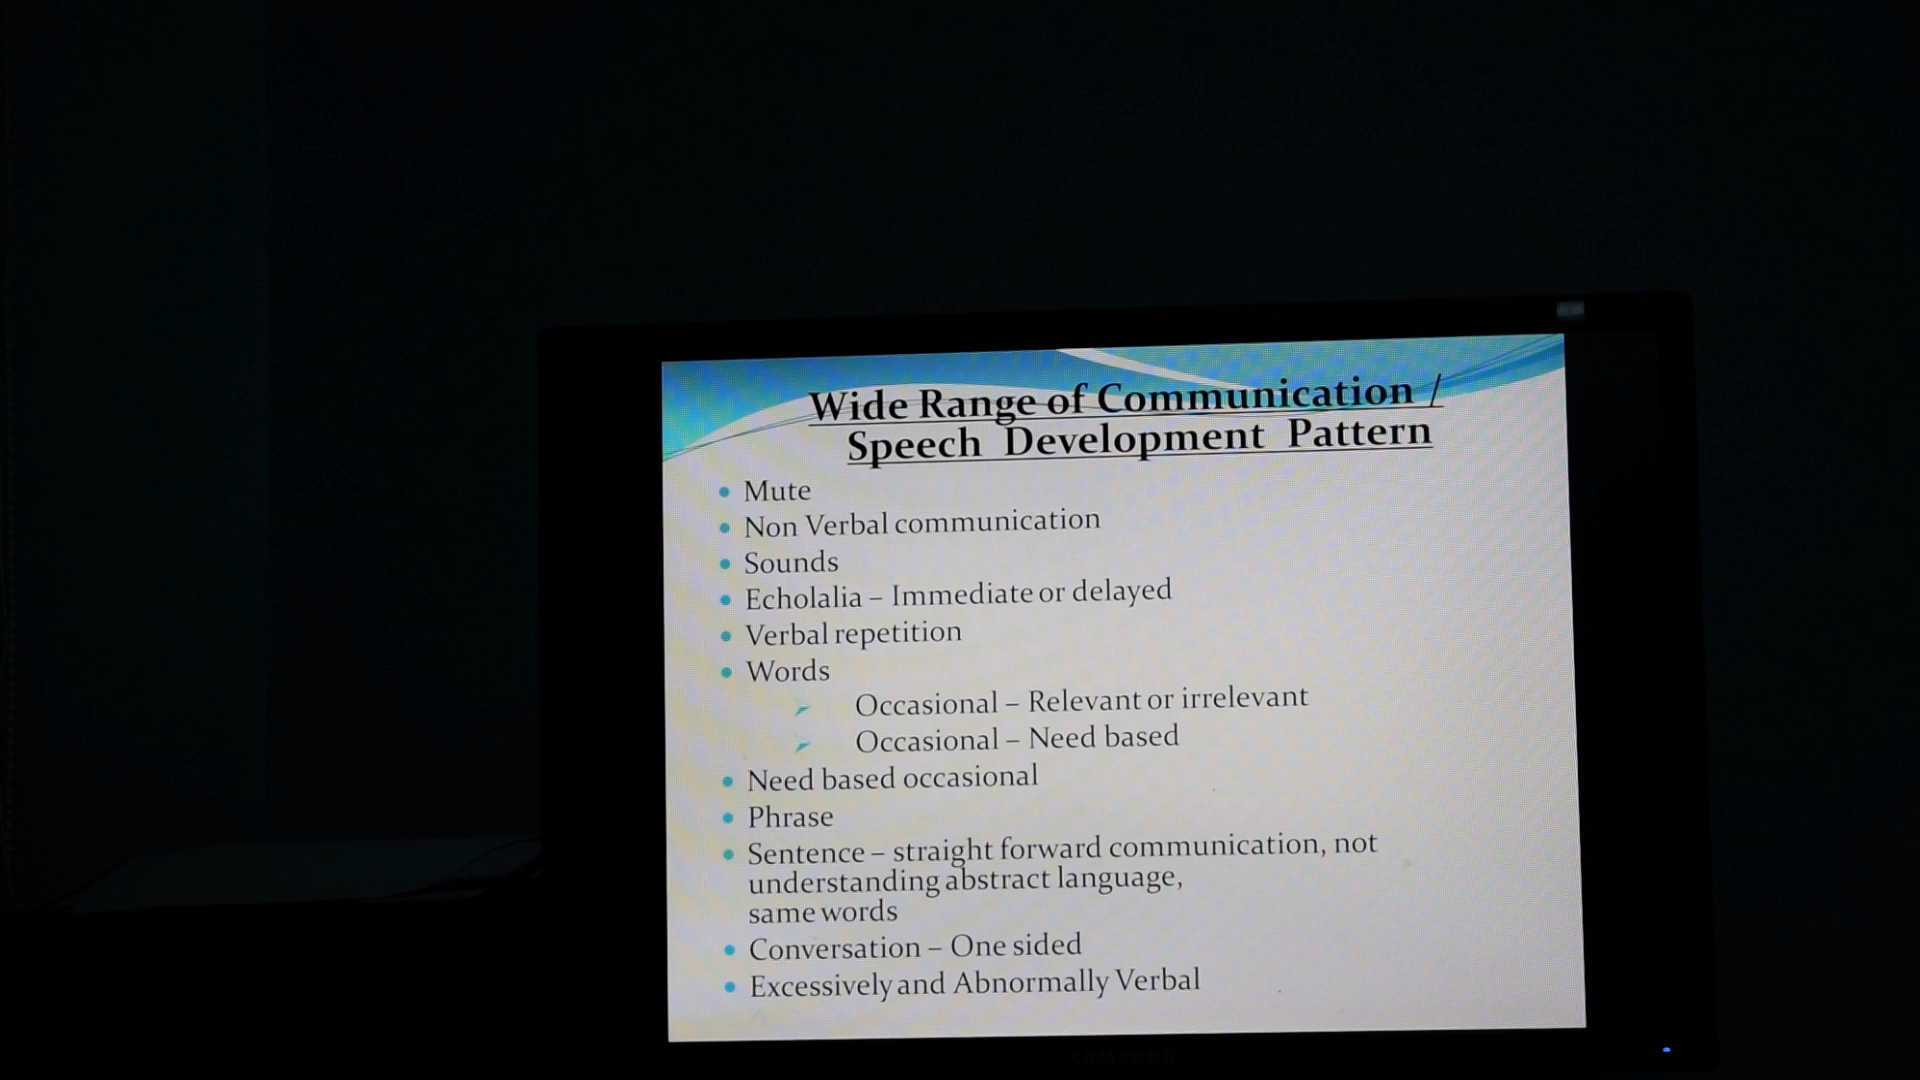 Wide Range of Communication /
Speech Development Pattern
• Mute
• Non Verbal communication
• Sounds
• Echolalia – Immediate or delayed
• Verbal repetition
• Words
➢ Occasional – Relevant or irrelevant
➢ Occasional – Need based
• Need based occasional
• Phrase
• Sentence – straight forward communication, not
understanding abstract language,
same words
• Conversation – One sided
• Excessively and Abnormally Verbal
SAMSUNG